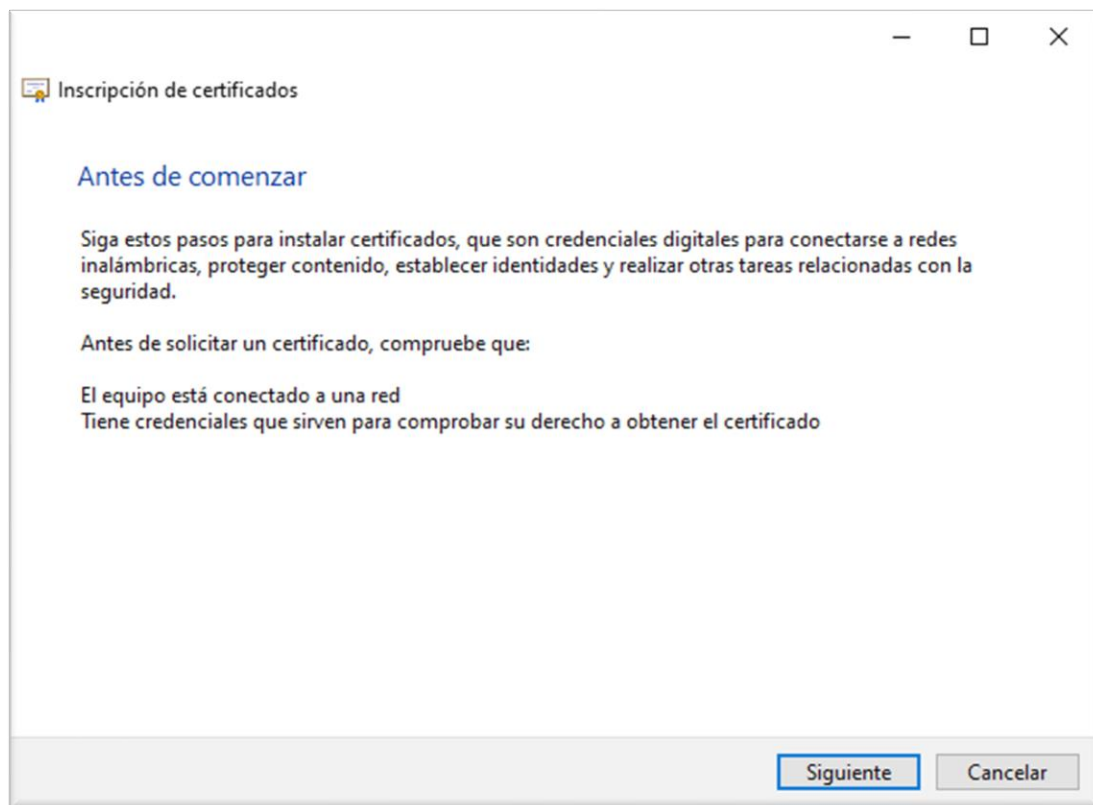 Inscripción de certificados
Antes de comenzar
Siga estos pasos para instalar certificados, que son credenciales digitales para conectarse a redes
inalámbricas, proteger contenido, establecer identidades y realizar otras tareas relacionadas con la
seguridad.
Antes de solicitar un certificado, compruebe que:
El equipo está conectado a una red
Tiene credenciales que sirven para comprobar su derecho a obtener el certificado
Siguiente
Cancelar